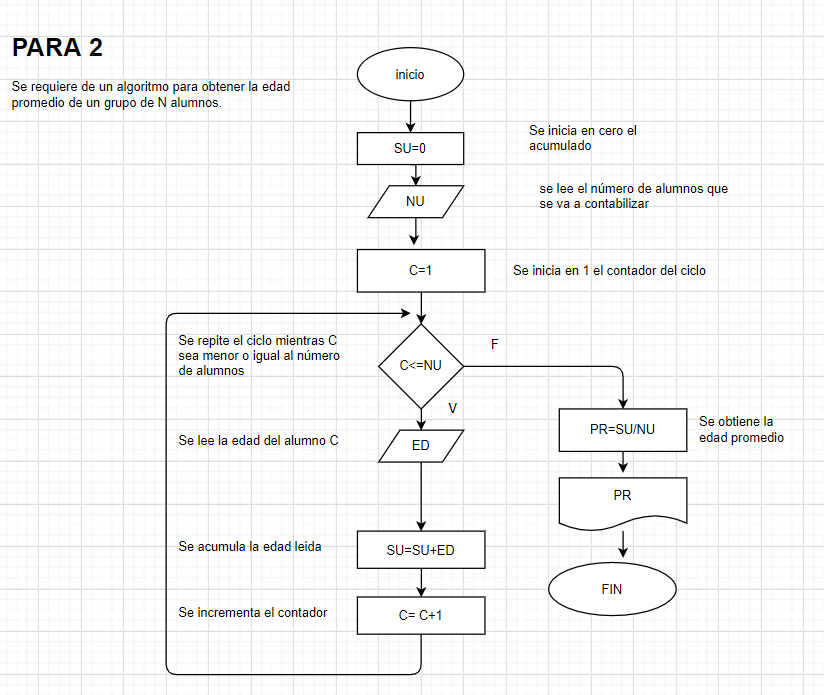 PARA 2
Se requiere de un algoritmo para obtener la edad
promedio de un grupo de N alumnos.
inicio
SU=0
Se inicia en cero el
acumulado
NU
se lee el número de alumnos que
se va a contabilizar
C=1
Se inicia en 1 el contador del ciclo
Se repite el ciclo mientras C
sea menor o igual al número
de alumnos
C<=NU
F
V
PR=SU/NU
Se obtiene la
edad promedio
Se lee la edad del alumno C
ED
PR
Se acumula la edad leida
SU=SU+ED
FIN
Se incrementa el contador
C= C+1